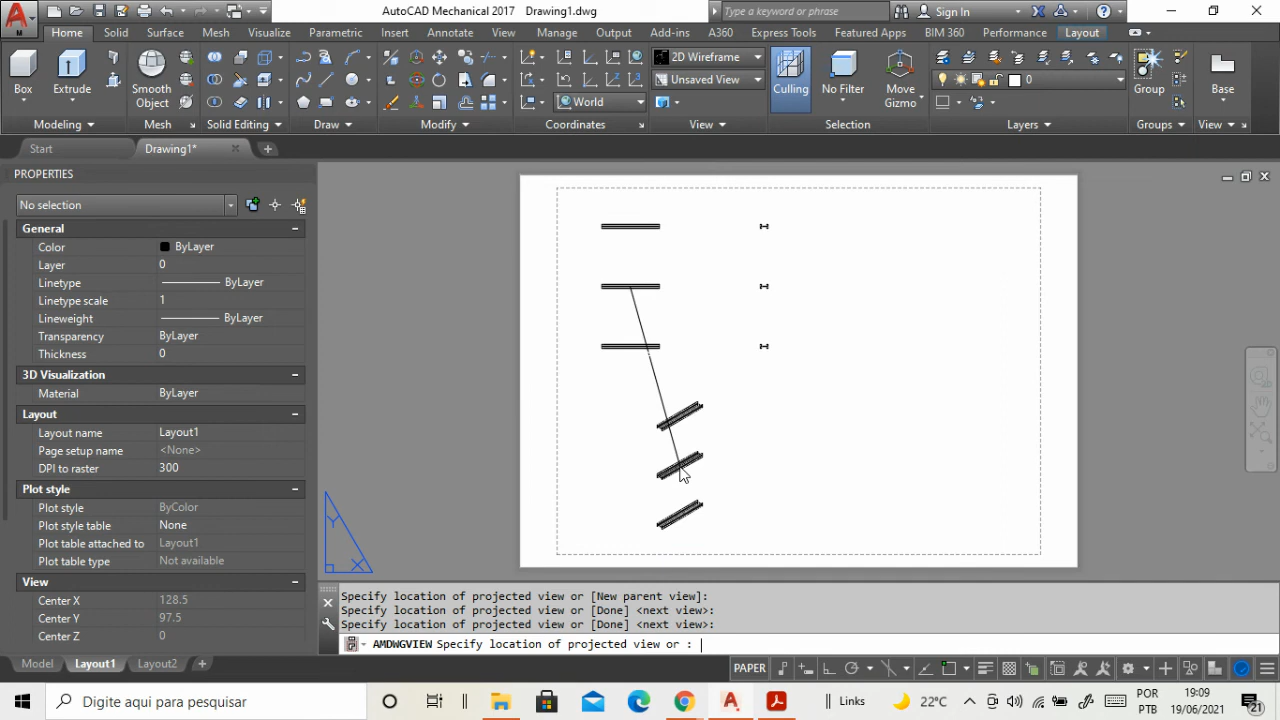 AutoCAD Mechanical 2017 Drawing1.dwg
Type a keyword or phrase
Sign In
M
Home Solid Surface Mesh Visualize Parametric Insert Annotate View Manage Output Add-ins A360 Express Tools Featured Apps BIM 360 Performance Layout
2D Wireframe
Unsaved View
World
0
Box Extrude Smooth Object Culling No Filter Move Gizmo Group Base
Modeling Mesh Solid Editing Draw Modify Coordinates View Selection Layers Groups View
Start Drawing1*
PROPERTIES
No selection
General
Color ByLayer
Layer 0
Linetype ByLayer
Linetype scale 1
Lineweight ByLayer
Transparency ByLayer
Thickness 0
3D Visualization
Material ByLayer
Layout
Layout name Layout1
Page setup name <None>
DPI to raster 300
Plot style
Plot style ByColor
Plot style table None
Plot table attached to Layout1
Plot table type Not available
View
Center X 128.5
Center Y 97.5
Center Z 0
Y
X
Specify location of projected view or [New parent view]:
Specify location of projected view or [Done] <next view>:
Specify location of projected view or [Done] <next view>:
AMDWGVIEW Specify location of projected view or :
Model Layout1 Layout2
PAPER
Digite aqui para pesquisar
Links
22°C
POR
PTB
19:09
19/06/2021
21